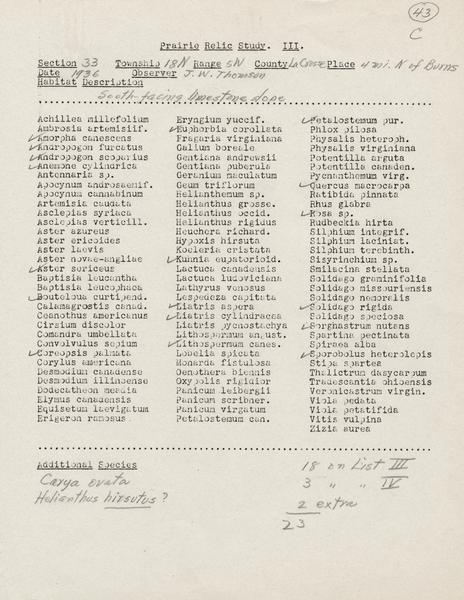 43
C
Prairie Relic Study. III.
Section 33 Township 18N Range 5W County La Crosse Place 4 mi. N of Burns
Date 1936 Observer J. W. Thomson
Habitat Description
South-facing limestone slope
Achillea millefolium
Ambrosia artemisiif.
✓Amorpha canescens
✓Andropogon furcatus
✓Andropogon scoparius
✓Anemone cylindrica
Antennaria sp.
Apocynum androsaemif.
Apocynum cannabinum
Artemisia caudata
Asclepias syriaca
Asclepias verticill.
Aster azureus
Aster ericoides
Aster laevis
Aster novae-angliae
✓Aster sericeus
Baptisia leucantha
Baptisia leucophaea
✓Bouteloua curtipend.
Calamagrostis canad.
Ceanothus americanus
Cirsium discolor
Comandra umbellata
Convolvulus sepium
✓Coreopsis palmata
Corylus americana
Desmodium canadense
Desmodium illinoense
Dodecatheon meadia
Elymus canadensis
Equisetum laevigatum
Erigeron ramosus
Eryngium yuccif.
✓Euphorbia corollata
Fragaria virginiana
Galium boreale
Gentiana andrewsii
Gentiana puberula
Geranium maculatum
Geum triflorum
Helianthemum sp.
Helianthus grosse.
Helianthus occid.
Helianthus rigidus
Heuchera richard.
Hypoxis hirsuta
Koeleria cristata
✓Kuhnia eupatorioid.
Lactuca canadensis
Lactuca ludoviciana
Lathyrus venosus
Lespedeza capitata
✓Liatris aspera
✓Liatris cylindracea
Liatris pycnostachya
✓Lithospermum angust.
✓Lithospermum canes.
Lobelia spicata
Monarda fistulosa
Oenothera biennis
Oxypolis rigidior
Panicum leibergii
Panicum scribner.
Panicum virgatum
Petalostemum can.
✓Petalostemum pur.
Phlox pilosa
Physalis heteroph.
Physalis virginiana
Potentilla arguta
Potentilla canaden.
Pycnanthemum virg.
✓Quercus macrocarpa
Ratibida pinnata
Rhus glabra
✓Rosa sp.
Rudbeckia hirta
Silphium integrif.
Silphium laciniat.
Silphium terebinth.
Sisyrinchium sp.
Smilacina stellata
Solidago graminifolia
Solidago missouriensis
Solidago nemoralis
✓Solidago rigida
Solidago speciosa
✓Sorghastrum nutans
Spartina pectinata
Spiraea alba
✓Sporobolus heterolepis
Stipa spartea
Thalictrum dasycarpum
Tradescantia ohioensis
Veronicastrum virgin.
Viola pedata
Viola petatifida
Vitis vulpina
Zizia aurea
Additional Species
Carya ovata
Helianthus hirsutus ?
18 on List III
3 " " IV
2 extra
23